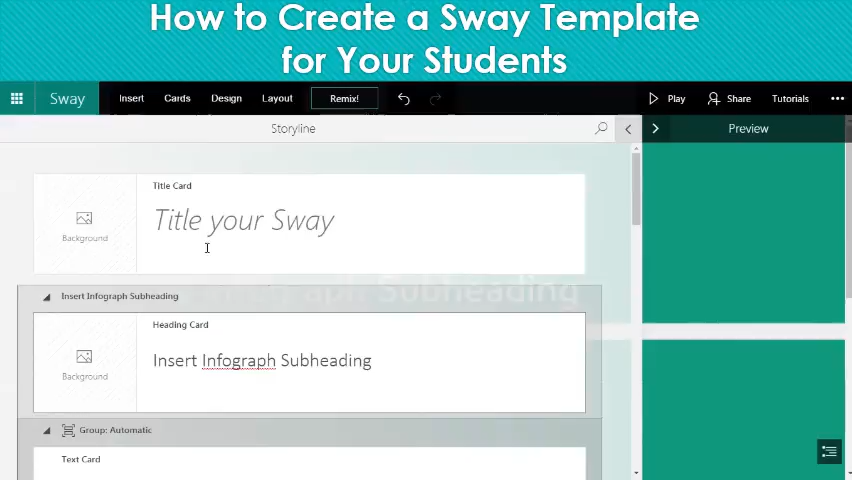 How to Create a Sway Template
for Your Students
Sway Insert Cards Design Layout Remix! Play Share Tutorials
Storyline Preview
Title Card
Title your Sway
Background
Insert Infograph Subheading
Heading Card
Insert Infograph Subheading
Background
Group: Automatic
Text Card